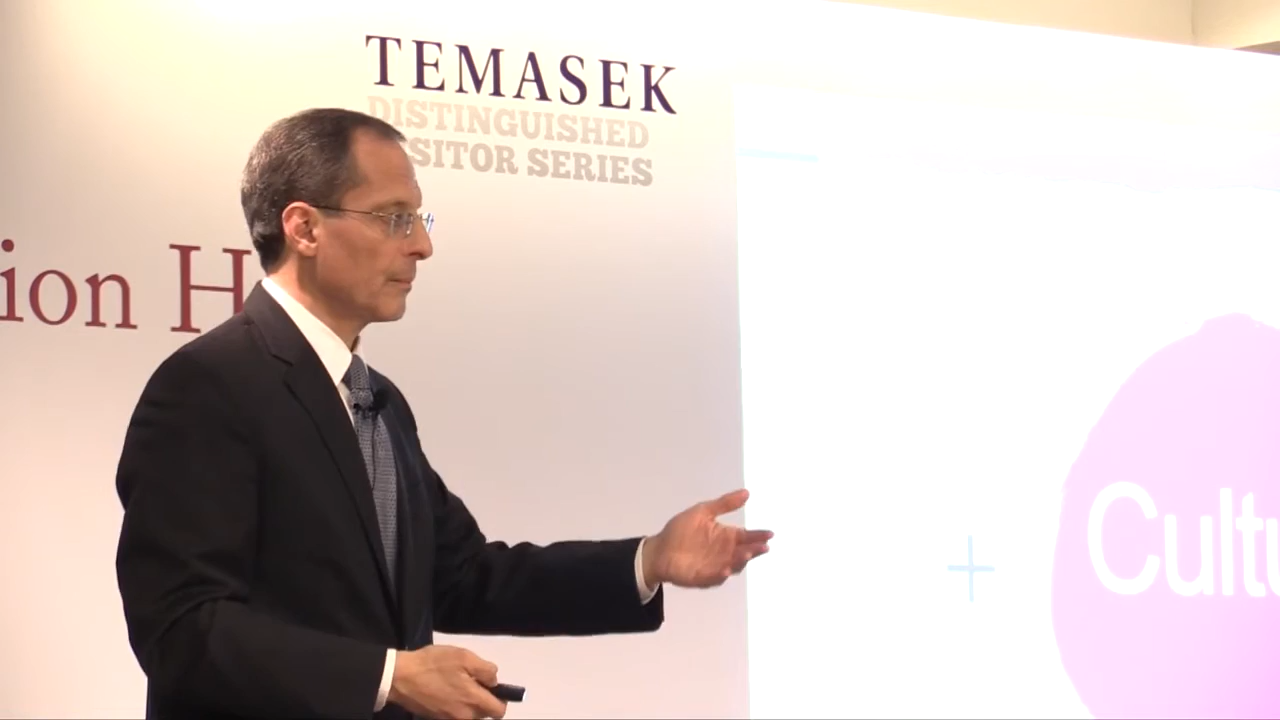 TEMASEK
DISTINGUISHED
SITOR SERIES
ion H
Cultu